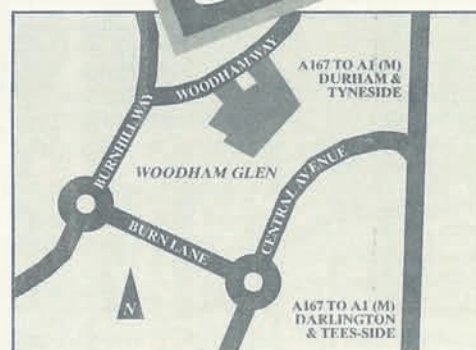 WOODHAM WAY
A167 TO A1 (M)
DURHAM &
TYNESIDE
BURNHILL WAY
WOODHAM GLEN
CENTRAL AVENUE
BURN LANE
N
A167 TO A1 (M)
DARLINGTON
& TEES-SIDE